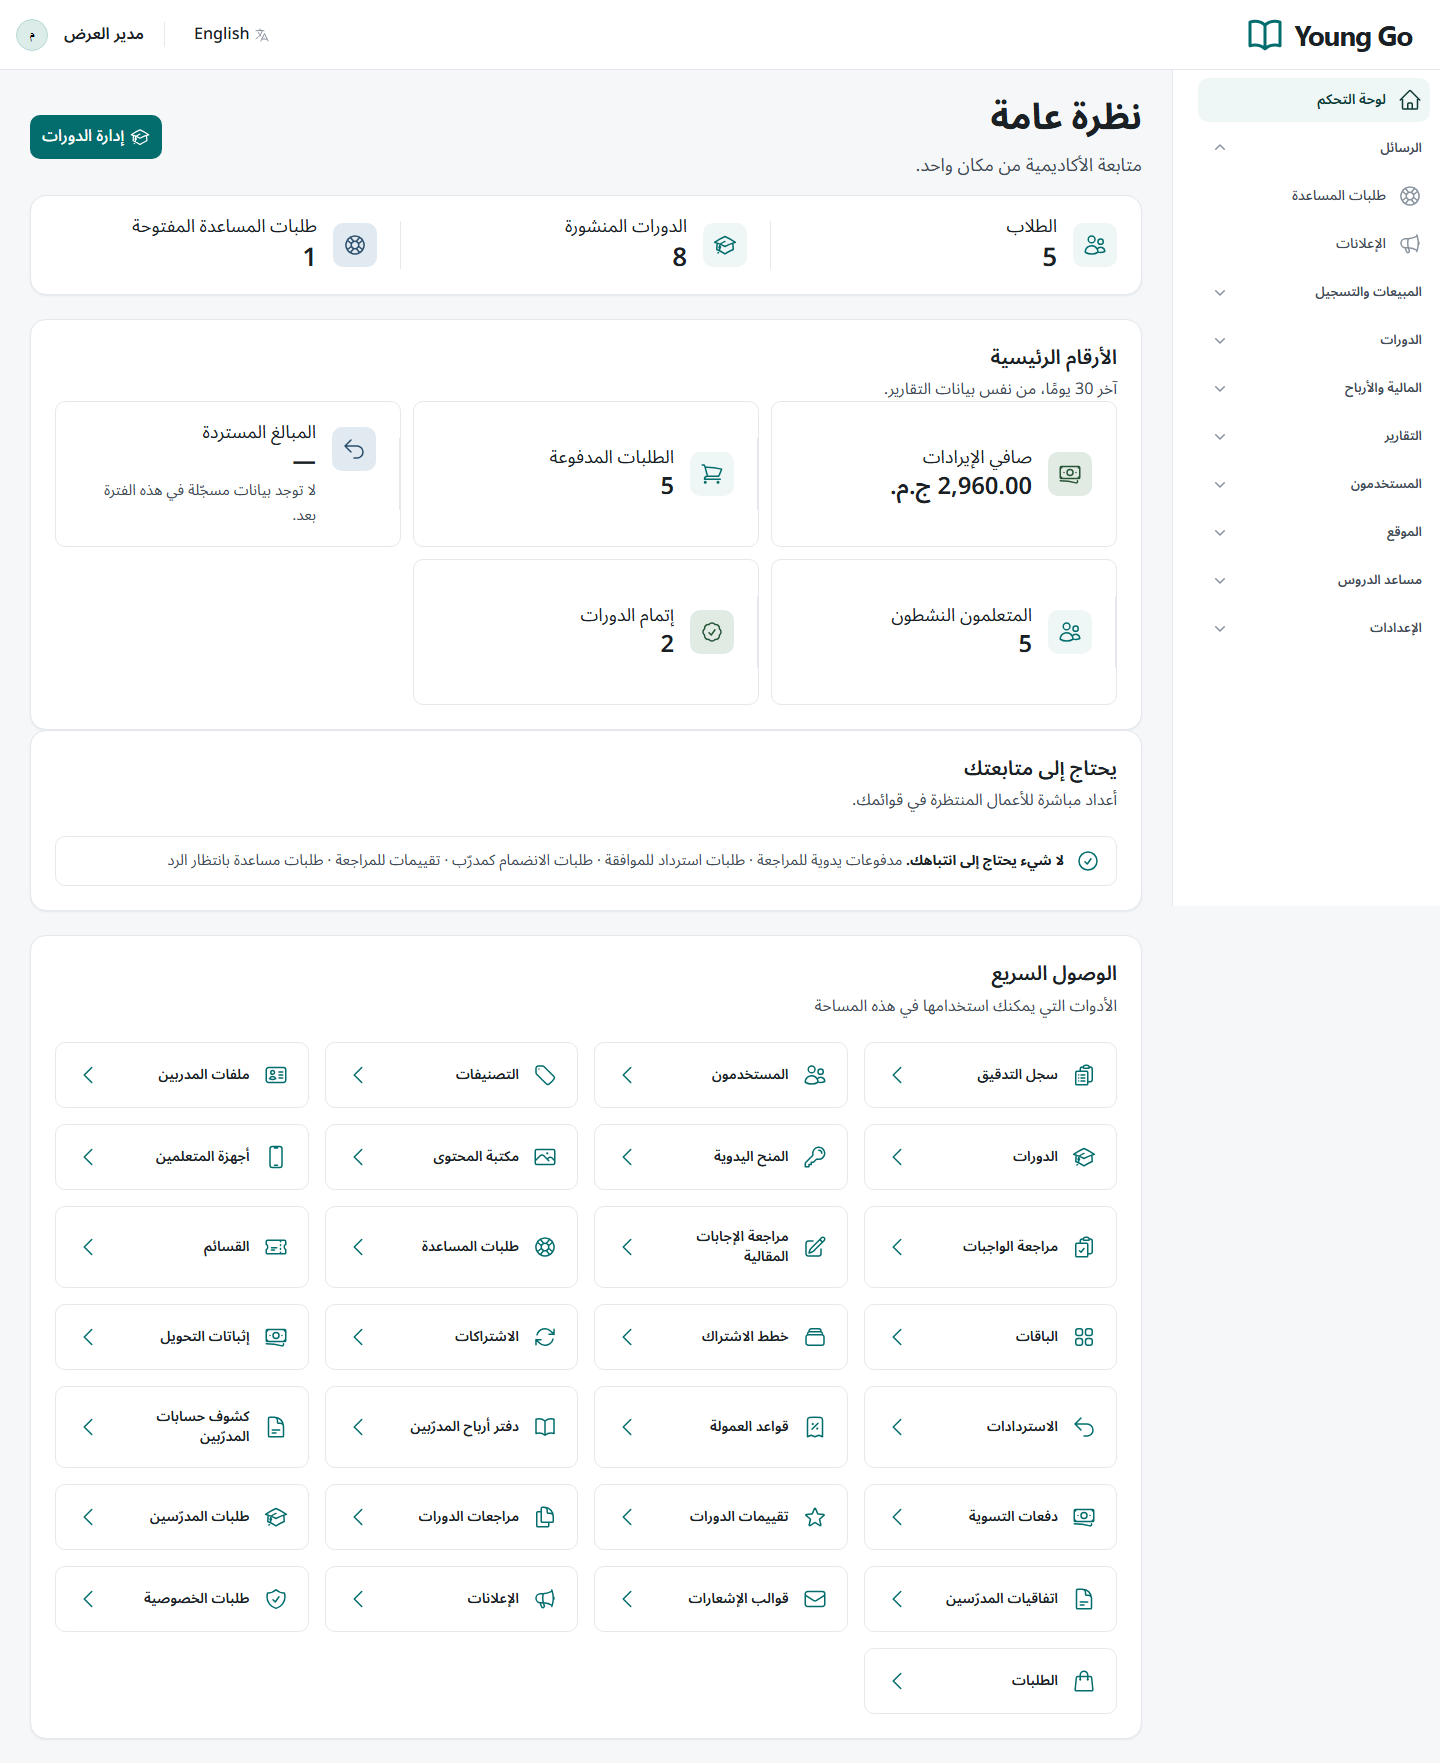 Young Go
English
مدير العرض
م
لوحة التحكم
الرسائل
طلبات المساعدة
الإعلانات
المبيعات والتسجيل
الدورات
المالية والأرباح
التقارير
المستخدمون
الموقع
مساعد الدروس
الإعدادات
نظرة عامة
متابعة الأكاديمية من مكان واحد.
إدارة الدورات
الطلاب
5
الدورات المنشورة
8
طلبات المساعدة المفتوحة
1
الأرقام الرئيسية
آخر 30 يومًا، من نفس بيانات التقارير.
صافي الإيرادات
2,960.00 ج.م.
الطلبات المدفوعة
5
المبالغ المستردة
—
لا توجد بيانات مسجّلة في هذه الفترة
بعد.
المتعلمون النشطون
5
إتمام الدورات
2
يحتاج إلى متابعتك
أعداد مباشرة للأعمال المنتظرة في قوائمك.
لا شيء يحتاج إلى انتباهك. مدفوعات يدوية للمراجعة · طلبات استرداد للموافقة · طلبات الانضمام كمدرّب · تقييمات للمراجعة · طلبات مساعدة بانتظار الرد
الوصول السريع
الأدوات التي يمكنك استخدامها في هذه المساحة
سجل التدقيق
المستخدمون
التصنيفات
ملفات المدربين
الدورات
المنح اليدوية
مكتبة المحتوى
أجهزة المتعلمين
مراجعة الواجبات
مراجعة الإجابات
المقالية
طلبات المساعدة
القسائم
الباقات
خطط الاشتراك
الاشتراكات
إثباتات التحويل
الاستردادات
قواعد العمولة
دفتر أرباح المدرّبين
كشوف حسابات
المدرّبين
دفعات التسوية
تقييمات الدورات
مراجعات الدورات
طلبات المدرّسين
اتفاقيات المدرّسين
قوالب الإشعارات
الإعلانات
طلبات الخصوصية
الطلبات